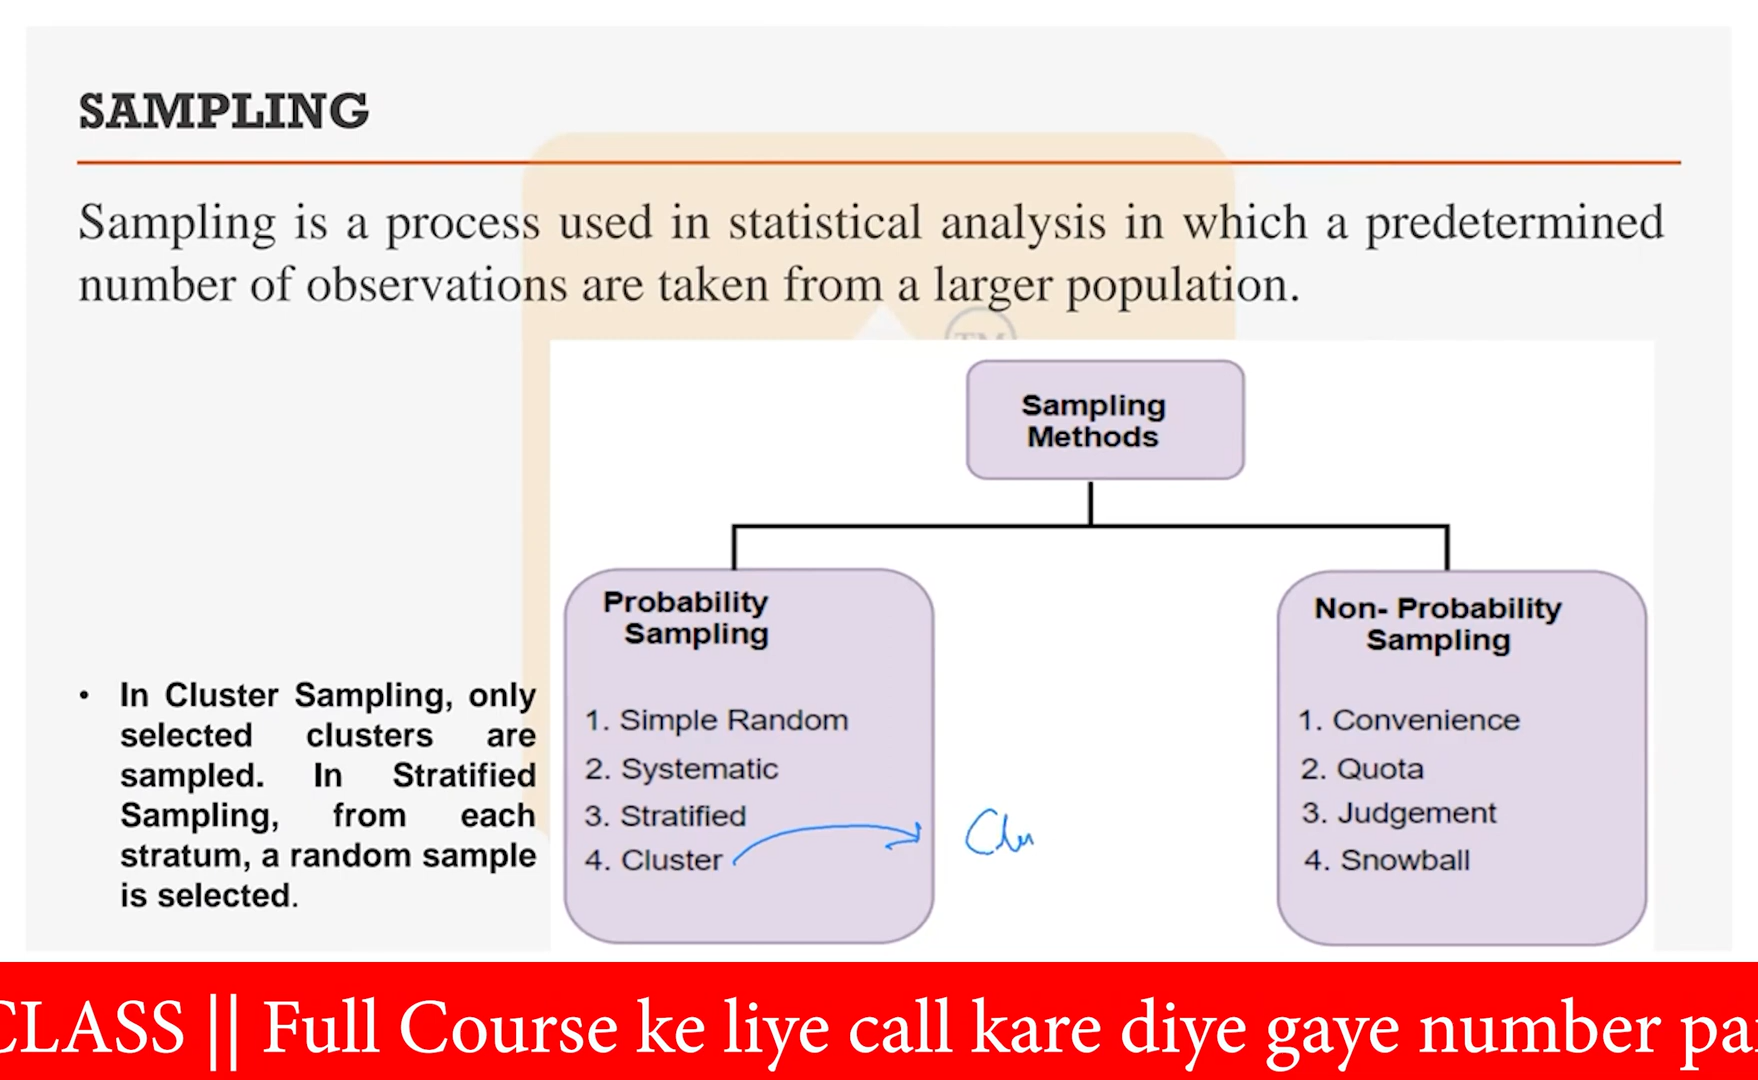 SAMPLING
Sampling is a process used in statistical analysis in which a predetermined
number of observations are taken from a larger population.
TM
Sampling
Methods
Probability
Sampling
1. Simple Random
2. Systematic
3. Stratified
4. Cluster
Clu
Non- Probability
Sampling
1. Convenience
2. Quota
3. Judgement
4. Snowball
• In Cluster Sampling, only
selected clusters are
sampled. In Stratified
Sampling, from each
stratum, a random sample
is selected.
CLASS || Full Course ke liye call kare diye gaye number pa